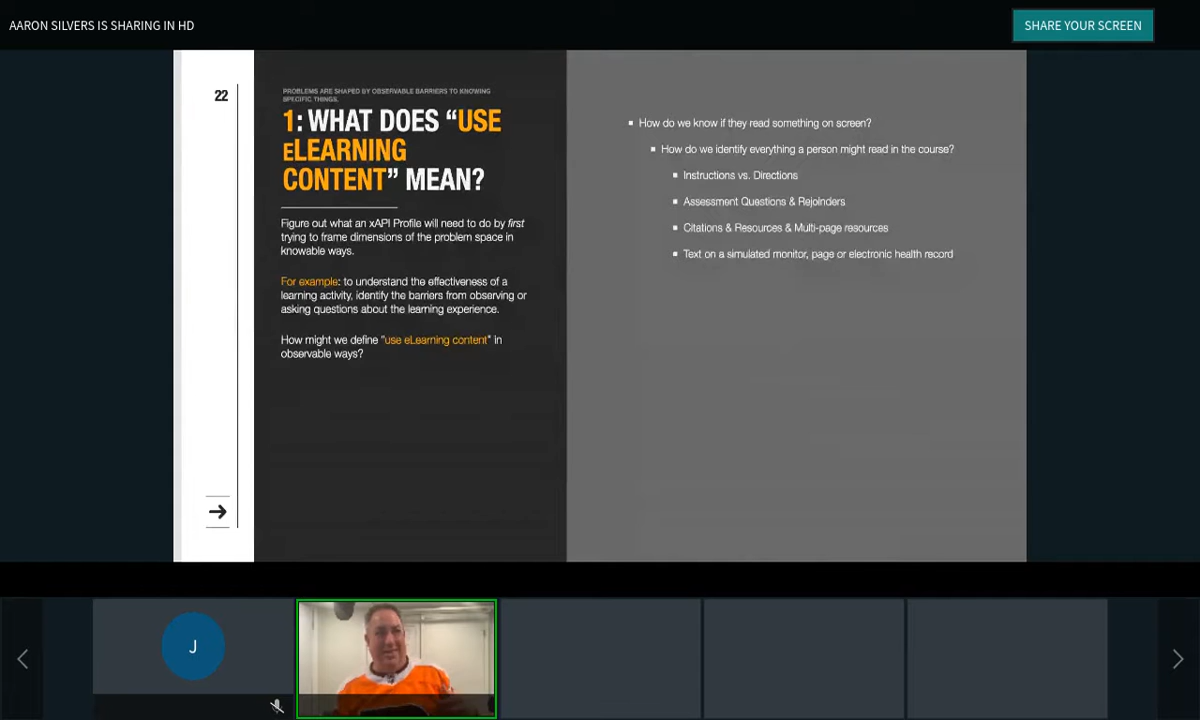 AARON SILVERS IS SHARING IN HD
SHARE YOUR SCREEN
22
PROBLEMS ARE SHAPED BY OBSERVABLE BARRIERS TO KNOWING
SPECIFIC THINGS.
1: WHAT DOES “USE
ELEARNING
CONTENT” MEAN?
Figure out what an xAPI Profile will need to do by first
trying to frame dimensions of the problem space in
knowable ways.
For example: to understand the effectiveness of a
learning activity, identify the barriers from observing or
asking questions about the learning experience.
How might we define “use eLearning content” in
observable ways?
How do we know if they read something on screen?
How do we identify everything a person might read in the course?
Instructions vs. Directions
Assessment Questions & Rejoinders
Citations & Resources & Multi-page resources
Text on a simulated monitor, page or electronic health record
J